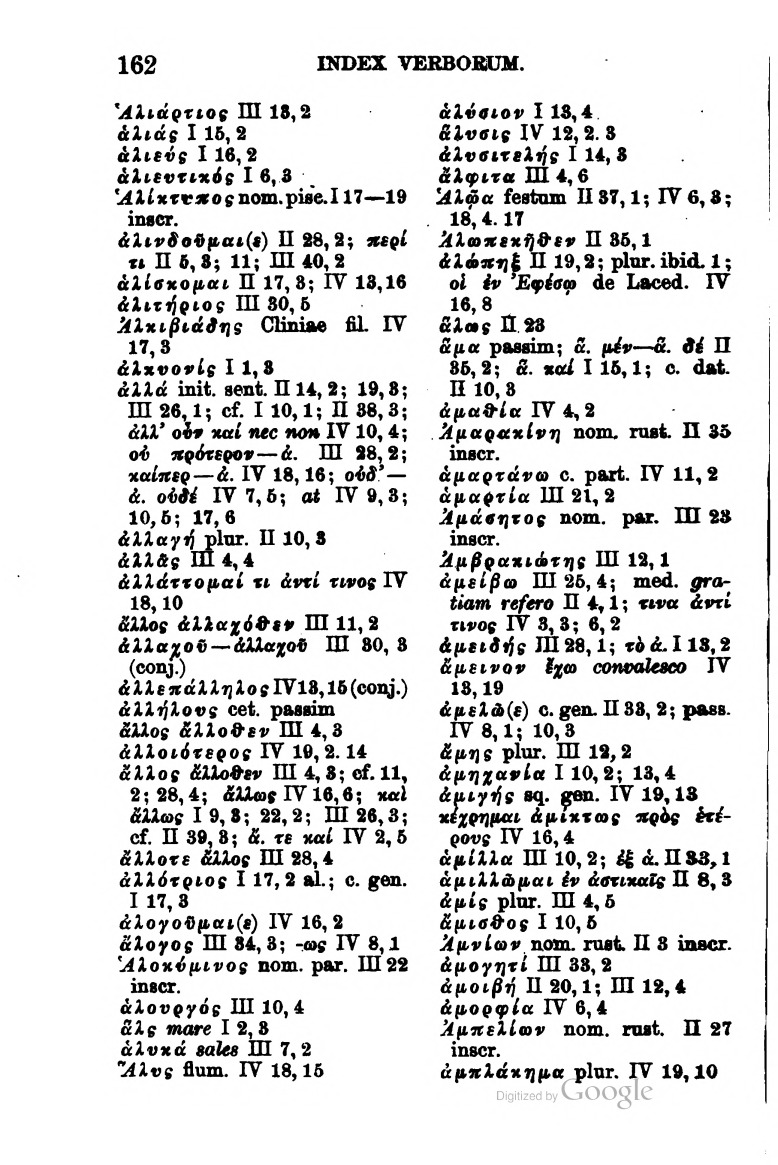 162
INDEX VERBORUM.
Ἁλιάρτιος III 13, 2
ἁλιάς I 15, 2
ἁλιεύς I 16, 2
ἁλιευτικός I 6, 3
Ἁλίκτυπος nom. pisc. I 17—19
inscr.
ἀλινδοῦμαι(ε) II 28, 2; περί
τι II 5, 3; 11; III 40, 2
ἁλίσκομαι II 17, 3; IV 13, 16
ἀλιτήριος III 30, 5
Ἀλκιβιάδης Cliniae fil. IV
17, 3
ἀλκυονίς I 1, 3
ἀλλά init. sent. II 14, 2; 19, 3;
III 26, 1; cf. I 10, 1; II 38, 3;
ἀλλ’ οὖν καί nec non IV 10, 4;
οὐ πρότερον—ἀ. III 28, 2;
καίπερ—ἀ. IV 18, 16; οὐδ’—
ἀ. οὐδέ IV 7, 5; at IV 9, 3;
10, 5; 17, 6
ἀλλαγή plur. II 10, 3
ἀλλᾶς III 4, 4
ἀλλάττομαί τι ἀντί τινος IV
18, 10
ἄλλος ἀλλαχόθεν III 11, 2
ἀλλαχοῦ—ἀλλαχοῦ III 30, 3
(conj.)
ἀλλεπάλληλος IV 13, 15 (conj.)
ἀλλήλους cet. passim
ἄλλος ἄλλοθεν III 4, 3
ἀλλοιότερος IV 19, 2. 14
ἄλλος ἄλλοθεν III 4, 3; cf. 11,
2; 28, 4; ἄλλως IV 16, 6; καὶ
ἄλλως I 9, 3; 22, 2; III 26, 3;
cf. II 39, 3; ἄ. τε καί IV 2, 5
ἄλλοτε ἄλλος III 28, 4
ἀλλότριος I 17, 2 al.; c. gen.
I 17, 3
ἀλογοῦμαι(ε) IV 16, 2
ἄλογος III 34, 3; -ως IV 8, 1
Ἁλοκύμινος nom. par. III 22
inscr.
ἁλουργός III 10, 4
ἅλς mare I 2, 3
ἁλυκά sales III 7, 2
Ἅλυς flum. IV 18, 15
ἁλύσιον I 13, 4
ἅλυσις IV 12, 2. 3
ἀλυσιτελής I 14, 3
ἄλφιτα III 4, 6
Ἁλῷα festum II 37, 1; IV 6, 3;
18, 4. 17
Ἀλωπεκῆθεν II 35, 1
ἀλώπηξ II 19, 2; plur. ibid. 1;
οἱ ἐν Ἐφέσῳ de Laced. IV
16, 8
ἅλως II 23
ἅμα passim; ἅ. μέν—ἅ. δέ II
35, 2; ἅ. καί I 15, 1; c. dat.
II 10, 3
ἀμαθία IV 4, 2
Ἀμαρακίνη nom. rust. II 35
inscr.
ἁμαρτάνω c. part. IV 11, 2
ἁμαρτία III 21, 2
Ἀμάσητος nom. par. III 23
inscr.
Ἀμβρακιώτης III 12, 1
ἀμείβω III 25, 4; med. gra-
tiam refero II 4, 1; τινα ἀντί
τινος IV 3, 3; 6, 2
ἀμειδής III 28, 1; τὸ ἀ. I 13, 2
ἄμεινον ἔχω convalesco IV
13, 19
ἀμελῶ(ε) c. gen. II 33, 2; pass.
IV 8, 1; 10, 3
ἄμης plur. III 12, 2
ἀμηχανία I 10, 2; 13, 4
ἀμιγής sq. gen. IV 19, 13
κέχρημαι ἀμίκτως πρὸς ἑτέ-
ρους IV 16, 4
ἅμιλλα III 10, 2; ἐξ ἁ. II 33, 1
ἁμιλλῶμαι ἐν ἀστικαῖς II 8, 3
ἀμίς plur. III 4, 5
ἄμισθος I 10, 5
Ἀμνίων nom. rust. II 3 inscr.
ἀμογητί III 33, 2
ἀμοιβή II 20, 1; III 12, 4
ἀμορφία IV 6, 4
Ἀμπελίων nom. rust. II 27
inscr.
ἀμπλάκημα plur. IV 19, 10
Digitized by Google